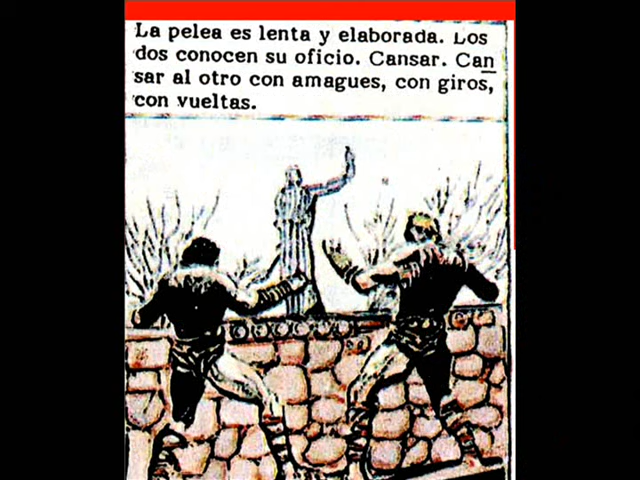 La pelea es lenta y elaborada. Los
dos conocen su oficio. Cansar. Can
sar al otro con amagues, con giros,
con vueltas.